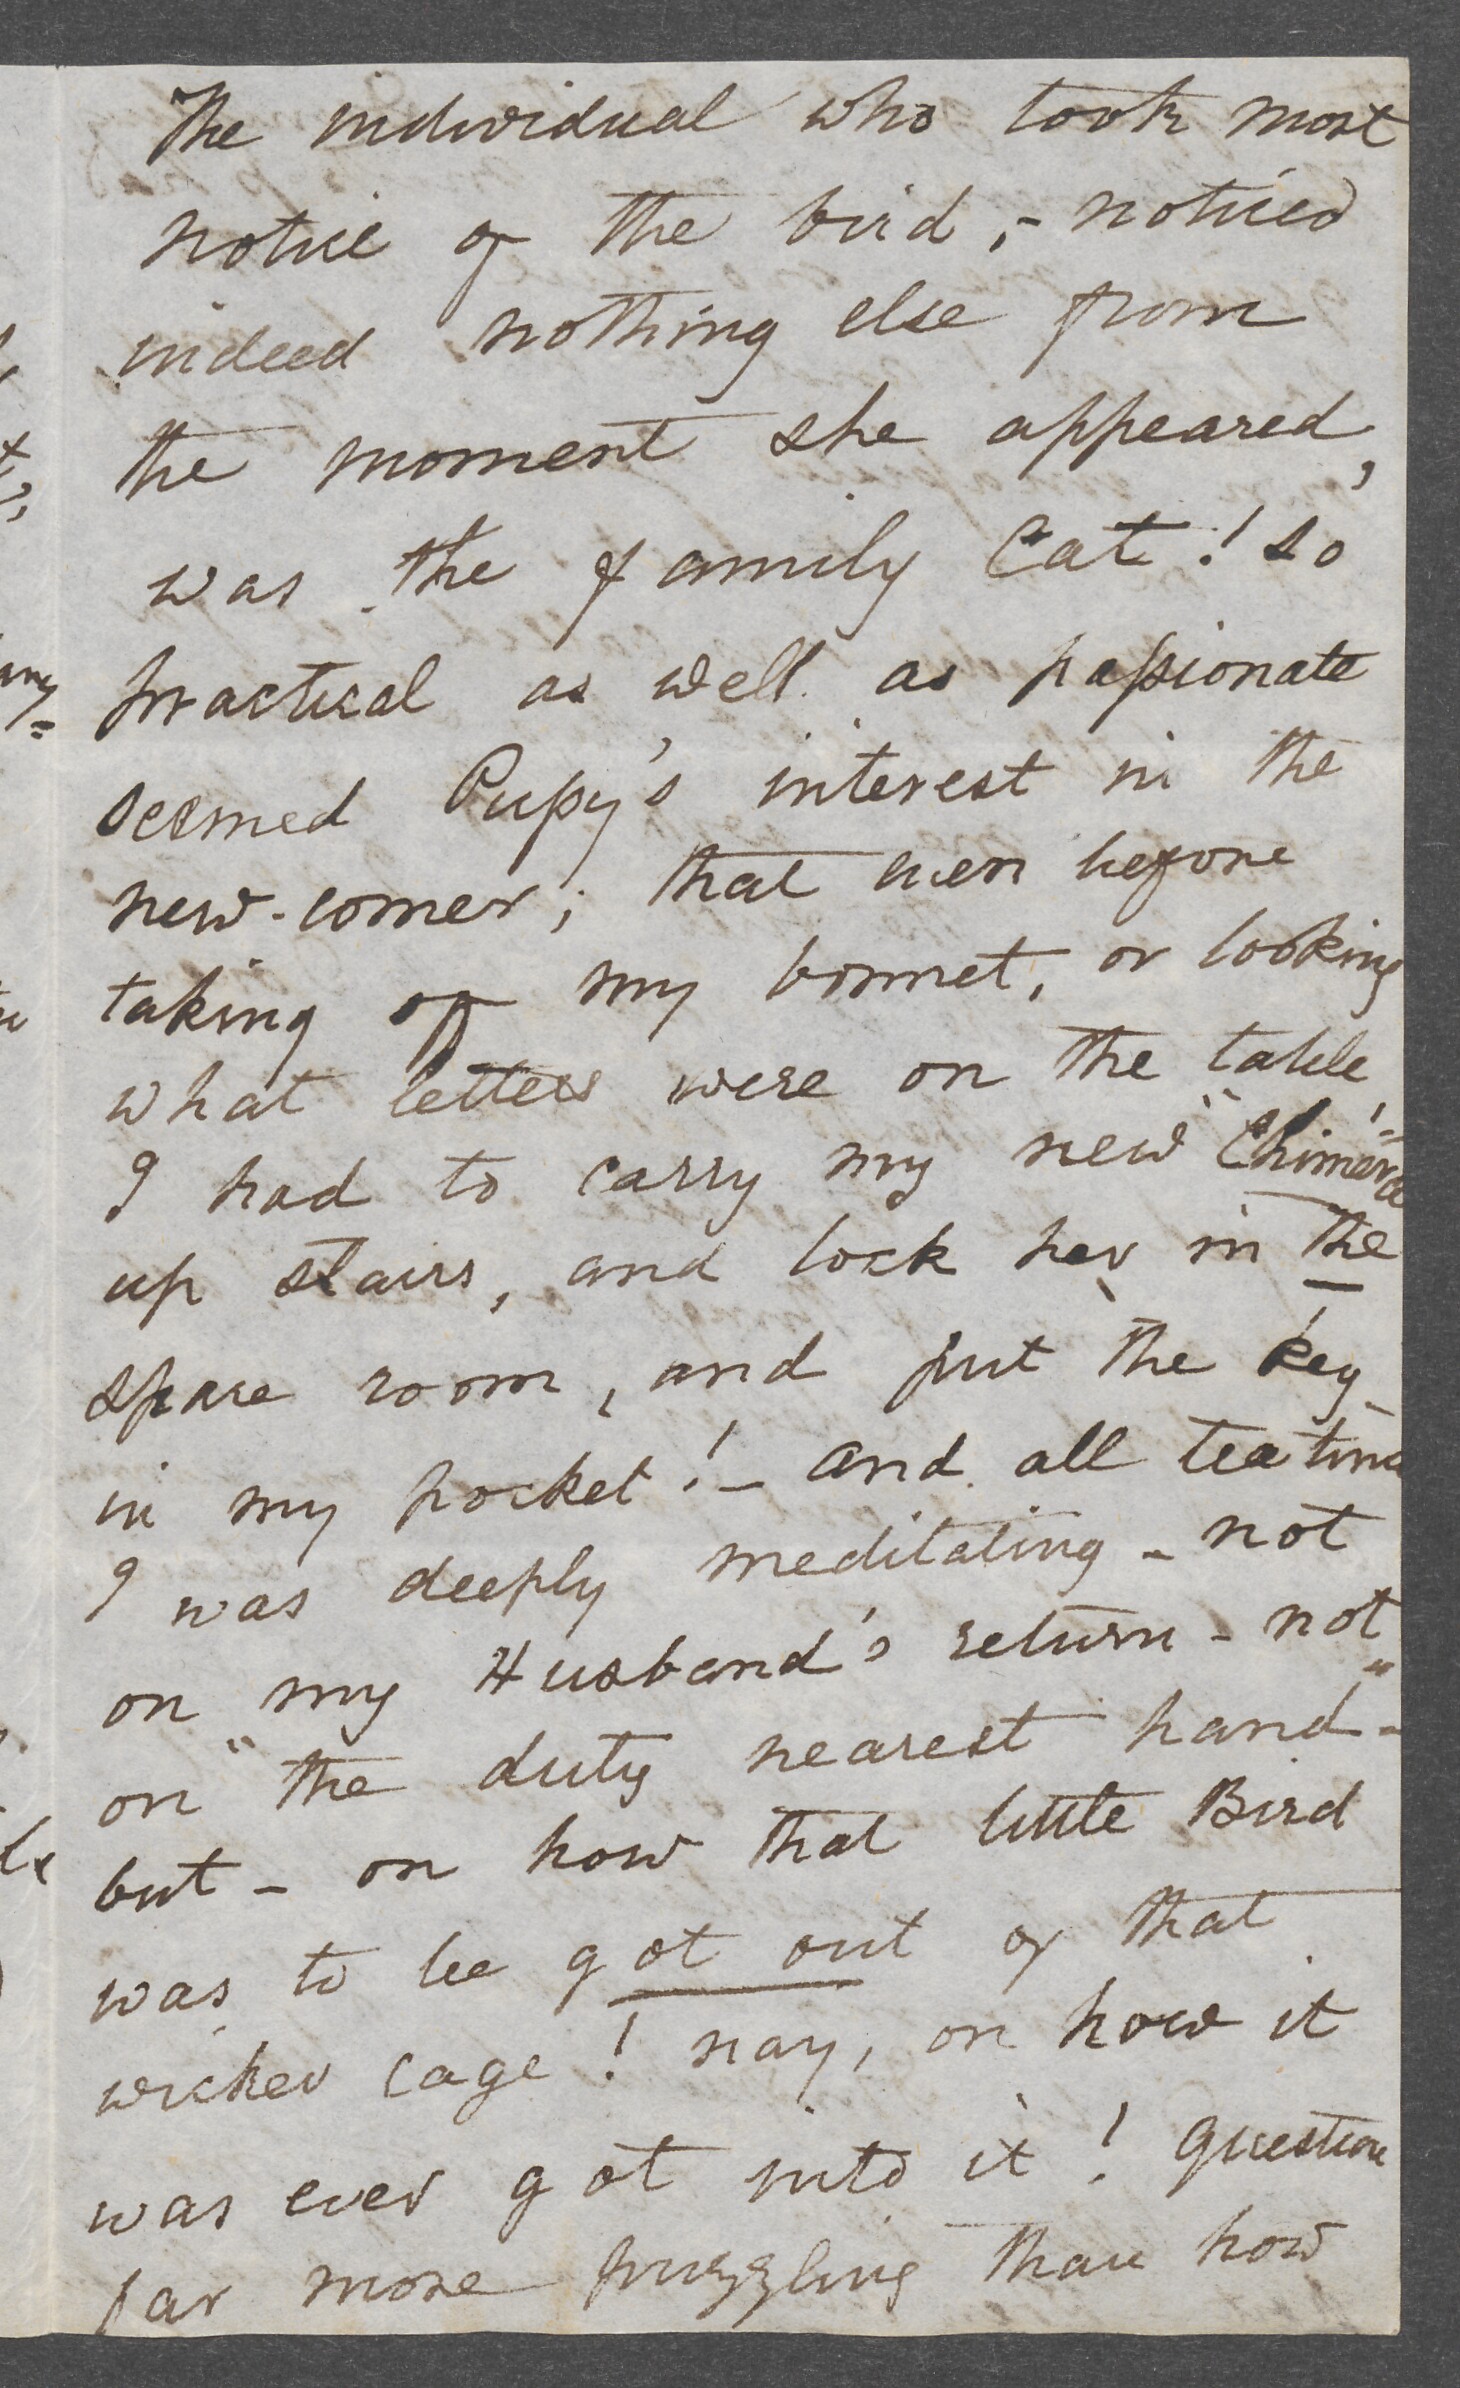 The individual who took most
notice of the bird, - noticed
indeed nothing else from
the moment she appeared,
was the family Cat! so
practical as well as passionate
seemed Pussy's interest in the
new-comer; that even before
taking off my bonnet, or looking
what letters were on the table
I had to carry my new "Chimera"
up stairs, and lock her in the
spare room, and put the key
in my pocket! - and all tea time
I was deeply meditating - not
on my Husband's return - not
on "the duty nearest hand" -
but - on how that little Bird
was to be got out of that
wicker cage! nay, on how it
was ever got into it! Question
far more puzzling than how